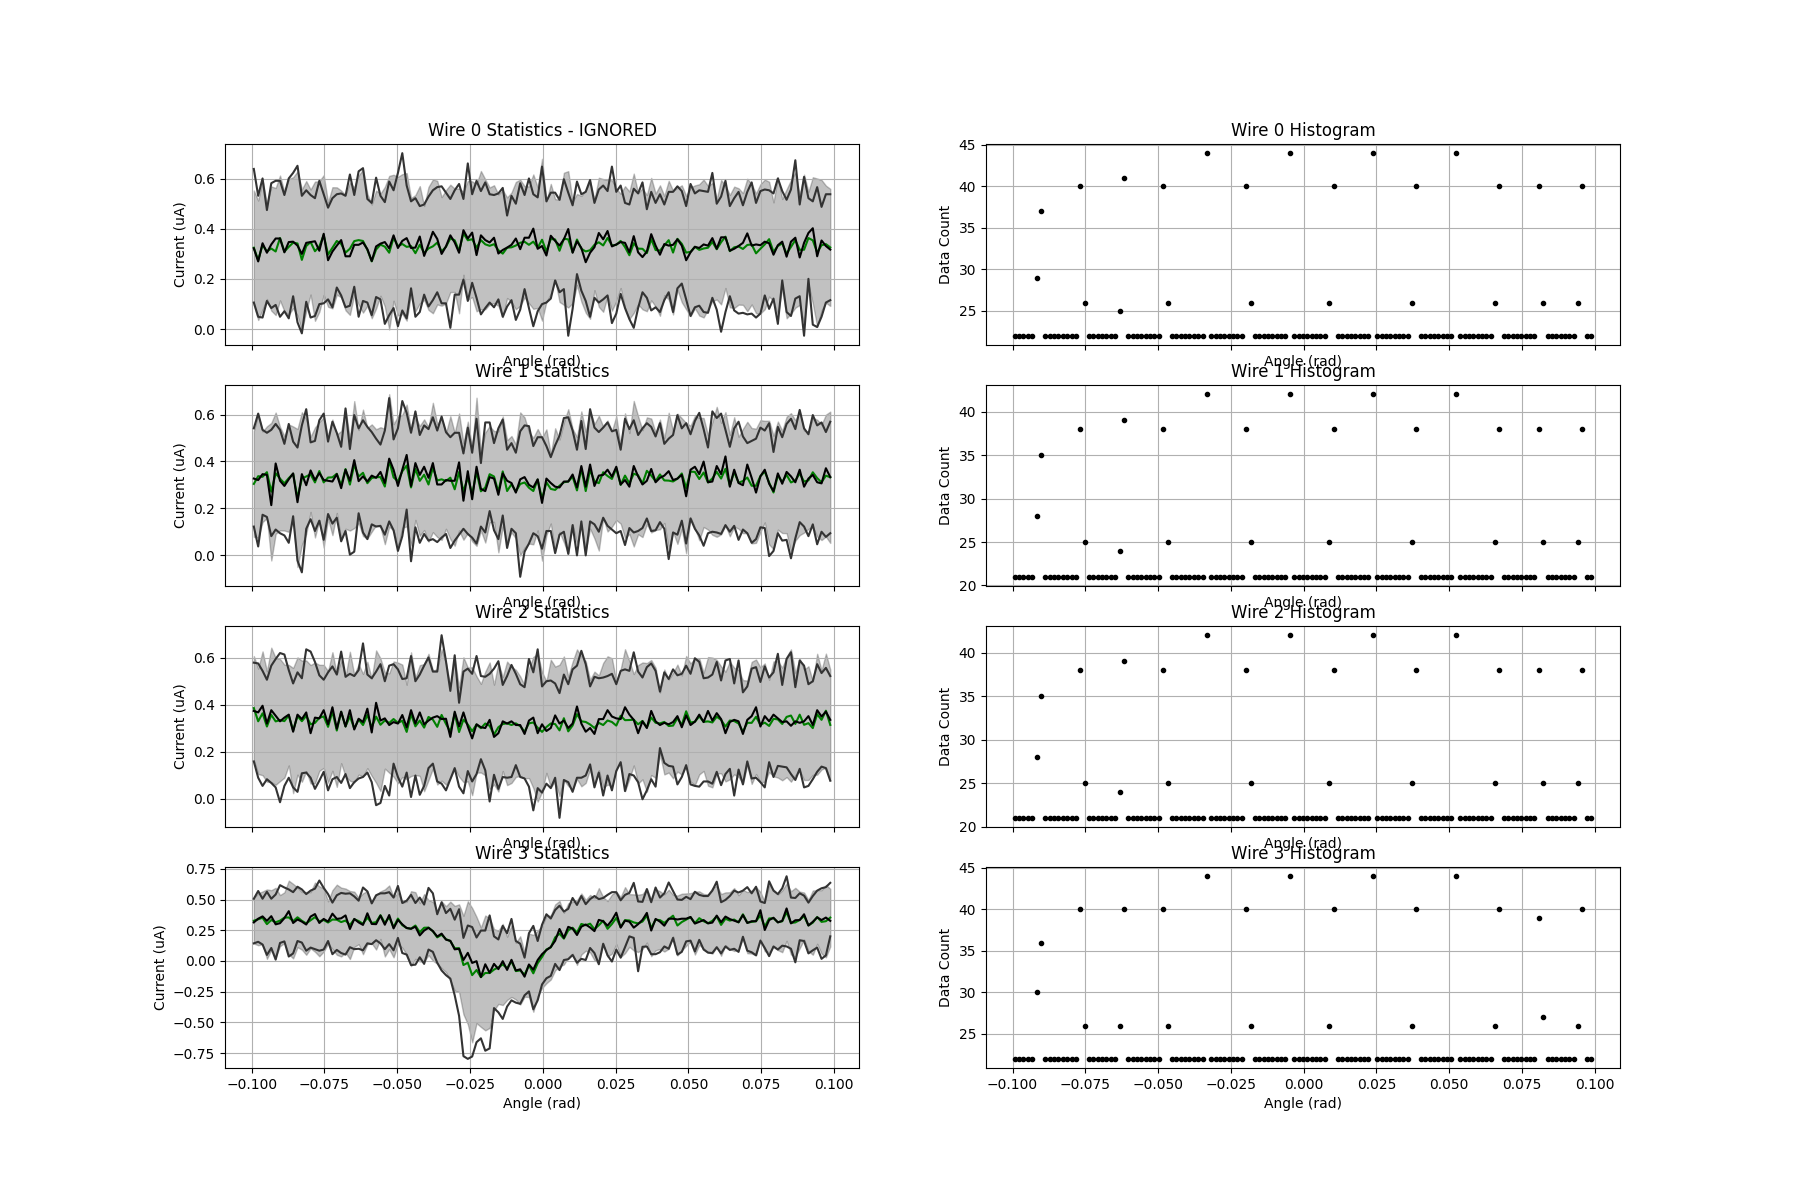 Wire 0 Statistics - IGNORED
Current (uA)
0.6
0.4
0.2
0.0
Angle (rad)
Wire 0 Histogram
Data Count
45
40
35
30
25
Angle (rad)
Wire 1 Statistics
Current (uA)
0.6
0.4
0.2
0.0
Angle (rad)
Wire 1 Histogram
Data Count
40
35
30
25
20
Angle (rad)
Wire 2 Statistics
Current (uA)
0.6
0.4
0.2
0.0
Angle (rad)
Wire 2 Histogram
Data Count
40
35
30
25
20
Angle (rad)
Wire 3 Statistics
Current (uA)
0.75
0.50
0.25
0.00
−0.25
−0.50
−0.75
−0.100 −0.075 −0.050 −0.025 0.000 0.025 0.050 0.075 0.100
Angle (rad)
Wire 3 Histogram
Data Count
45
40
35
30
25
−0.100 −0.075 −0.050 −0.025 0.000 0.025 0.050 0.075 0.100
Angle (rad)